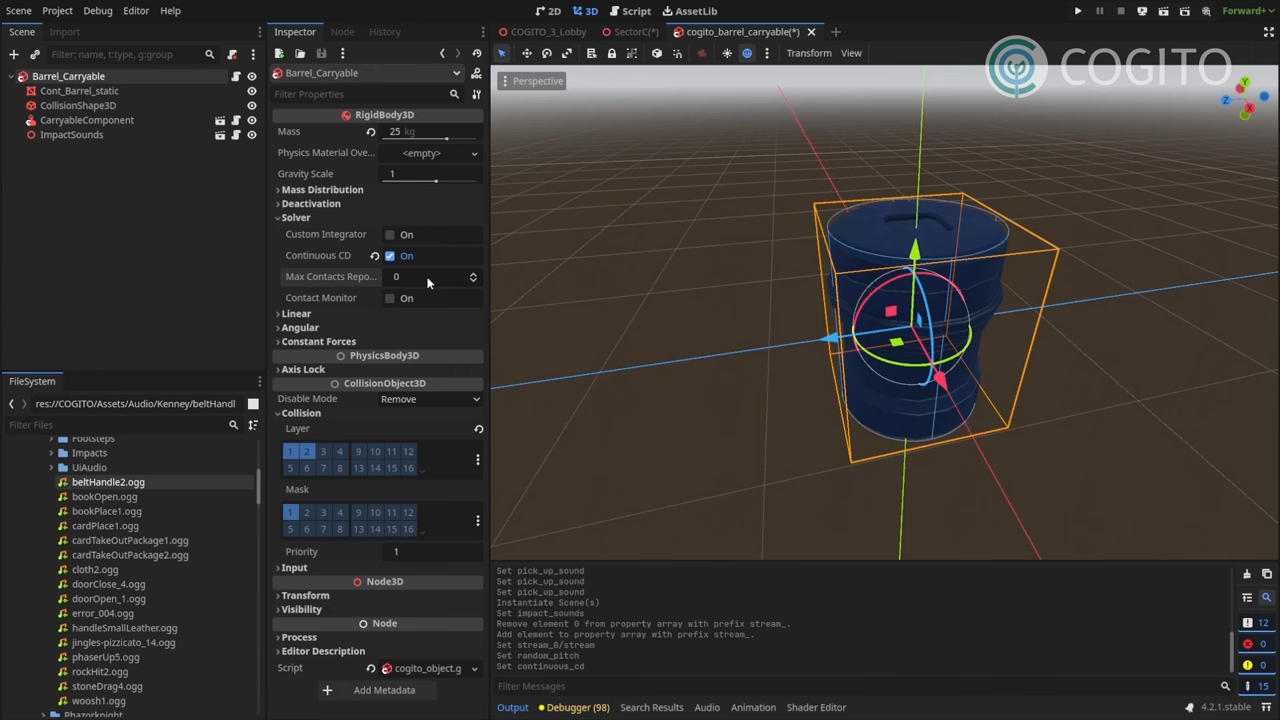 Scene Project Debug Editor Help
2D 3D Script AssetLib
Forward+
Scene Import
Filter: name, t:type, g:group
Barrel_Carryable
Cont_Barrel_static
CollisionShape3D
CarryableComponent
ImpactSounds
FileSystem
res://COGITO/Assets/Audio/Kenney/beltHandl
Filter Files
Footsteps
Impacts
UiAudio
beltHandle2.ogg
bookOpen.ogg
bookPlace1.ogg
cardPlace1.ogg
cardTakeOutPackage1.ogg
cardTakeOutPackage2.ogg
cloth2.ogg
doorClose_4.ogg
doorOpen_1.ogg
error_004.ogg
handleSmallLeather.ogg
jingles-pizzicato_14.ogg
phaserUp5.ogg
rockHit2.ogg
stoneDrag4.ogg
woosh1.ogg
Phazorknight
Inspector Node History
Barrel_Carryable
Filter Properties
RigidBody3D
Mass 25 kg
Physics Material Ove... <empty>
Gravity Scale 1
Mass Distribution
Deactivation
Solver
Custom Integrator On
Continuous CD On
Max Contacts Repo... 0
Contact Monitor On
Linear
Angular
Constant Forces
PhysicsBody3D
Axis Lock
CollisionObject3D
Disable Mode Remove
Collision
Layer
1 2 3 4 9 10 11 12
5 6 7 8 13 14 15 16
Mask
1 2 3 4 9 10 11 12
5 6 7 8 13 14 15 16
Priority 1
Input
Node3D
Transform
Visibility
Node
Process
Editor Description
Script cogito_object.g
Add Metadata
COGITO_3_Lobby SectorC(*) cogito_barrel_carryable(*)
Transform View
Perspective
COGITO
Y
Z
X
Set pick_up_sound
Set pick_up_sound
Set pick_up_sound
Instantiate Scene(s)
Set impact_sounds
Remove element 0 from property array with prefix stream_.
Add element to property array with prefix stream_.
Set stream_0/stream
Set random_pitch
Set continuous_cd
12
0
0
15
Filter Messages
Output Debugger (98) Search Results Audio Animation Shader Editor
4.2.1.stable